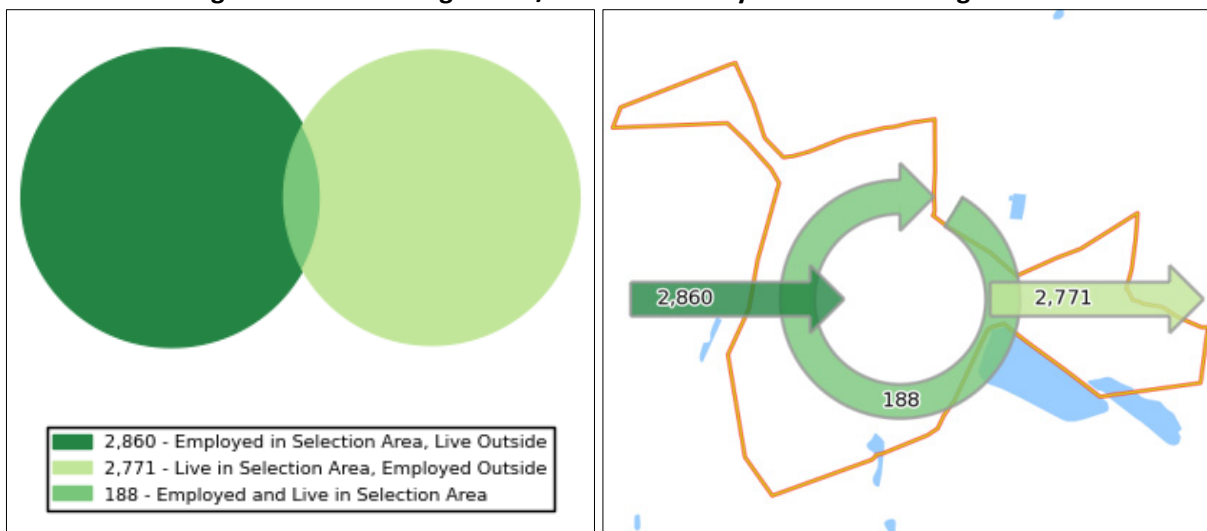 2,860 - Employed in Selection Area, Live Outside
2,771 - Live in Selection Area, Employed Outside
188 - Employed and Live in Selection Area
2,860
2,771
188